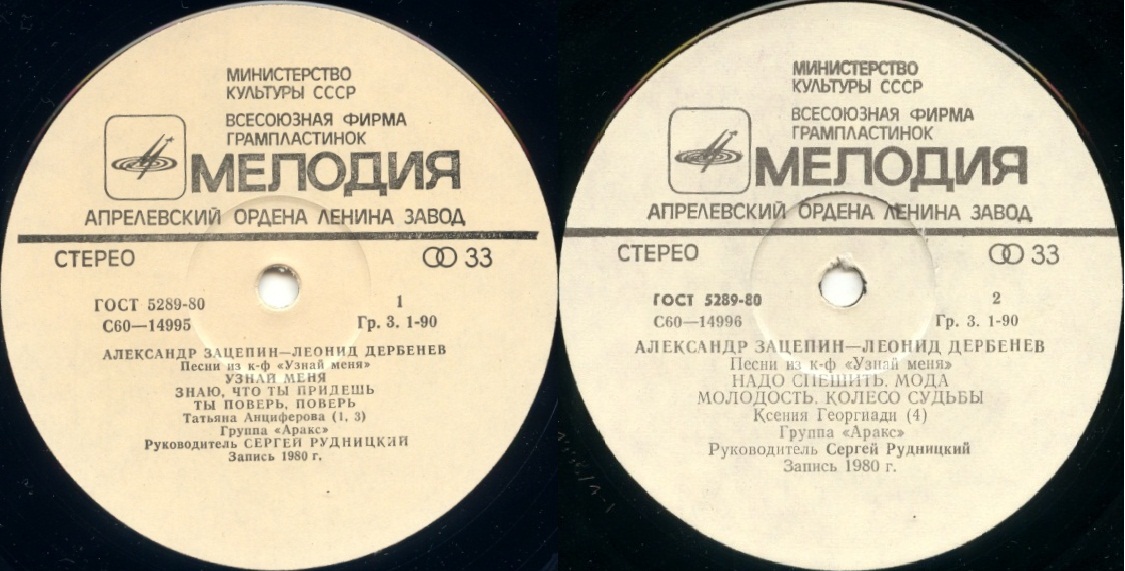 МИНИСТЕРСТВО
КУЛЬТУРЫ СССР
ВСЕСОЮЗНАЯ ФИРМА
ГРАМПЛАСТИНОК
МЕЛОДИЯ
АПРЕЛЕВСКИЙ ОРДЕНА ЛЕНИНА ЗАВОД
СТЕРЕО 33
ГОСТ 5289-80 1
С60—14995 Гр. 3. 1-90
АЛЕКСАНДР ЗАЦЕПИН—ЛЕОНИД ДЕРБЕНЕВ
Песни из к-ф «Узнай меня»
УЗНАЙ МЕНЯ
ЗНАЮ, ЧТО ТЫ ПРИДЕШЬ
ТЫ ПОВЕРЬ, ПОВЕРЬ
Татьяна Анциферова (1, 3)
Группа «Аракс»
Руководитель СЕРГЕЙ РУДНИЦКИЙ
Запись 1980 г.
МИНИСТЕРСТВО
КУЛЬТУРЫ СССР
ВСЕСОЮЗНАЯ ФИРМА
ГРАМПЛАСТИНОК
МЕЛОДИЯ
АПРЕЛЕВСКИЙ ОРДЕНА ЛЕНИНА ЗАВОД
СТЕРЕО 33
ГОСТ 5289-80 2
С60—14996 Гр. 3. 1-90
АЛЕКСАНДР ЗАЦЕПИН—ЛЕОНИД ДЕРБЕНЕВ
Песни из к-ф «Узнай меня»
НАДО СПЕШИТЬ. МОДА
МОЛОДОСТЬ. КОЛЕСО СУДЬБЫ
Ксения Георгиади (4)
Группа «Аракс»
Руководитель Сергей Рудницкий
Запись 1980 г.